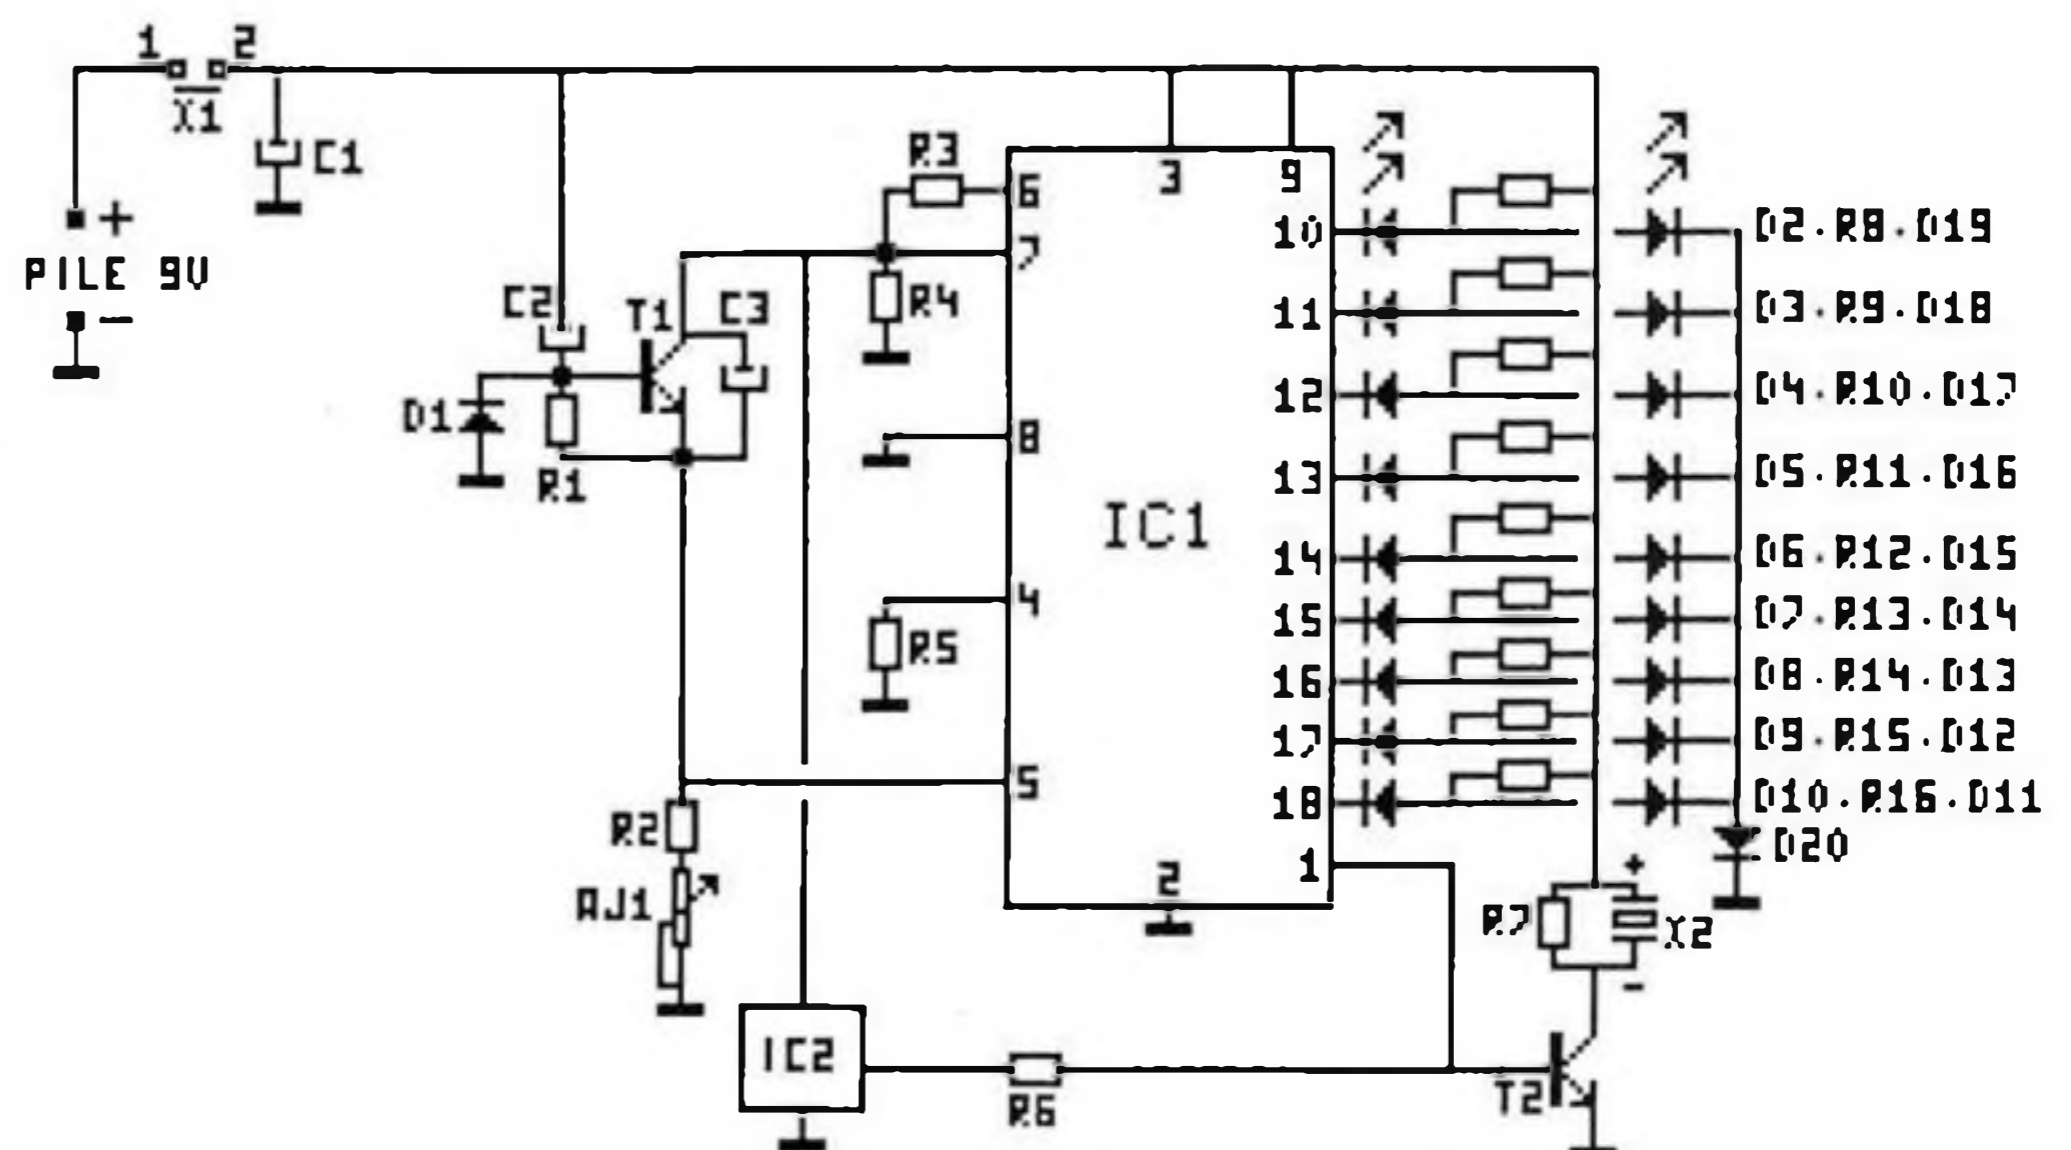 1 2
X1
C1
+
PILE 9V
-
R3
6
3
9
7
10
D2.R8.D19
C2
T1
C3
R4
11
D3.R9.D18
D1
12
D4.R10.D17
R1
8
13
D5.R11.D16
IC1
14
D6.R12.D15
4
15
D7.R13.D14
R5
16
D8.R14.D13
17
D9.R15.D12
5
18
D10.R16.D11
R2
D20
1
+
2
AJ1
R7
X2
-
IC2
R6
T2